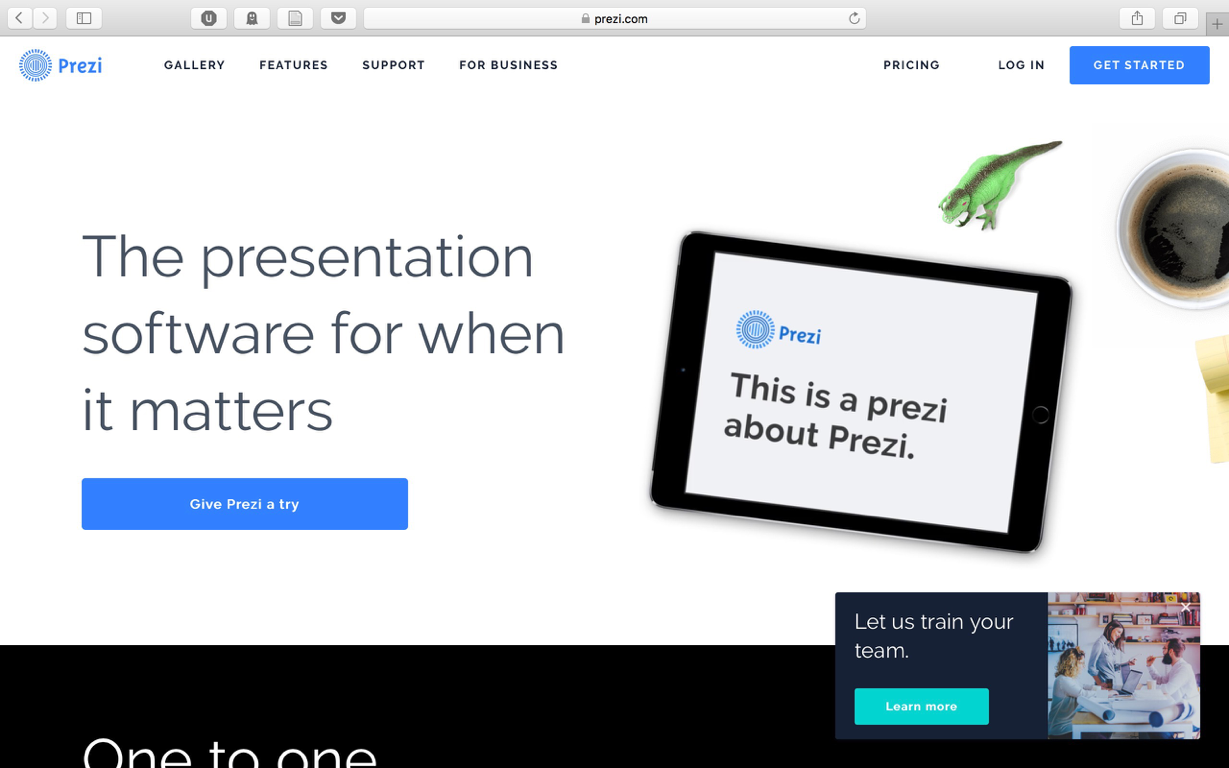 prezi.com
Prezi
GALLERY
FEATURES
SUPPORT
FOR BUSINESS
PRICING
LOG IN
GET STARTED
The presentation
software for when
it matters
Give Prezi a try
Prezi
This is a prezi
about Prezi.
Let us train your
team.
Learn more
One to one